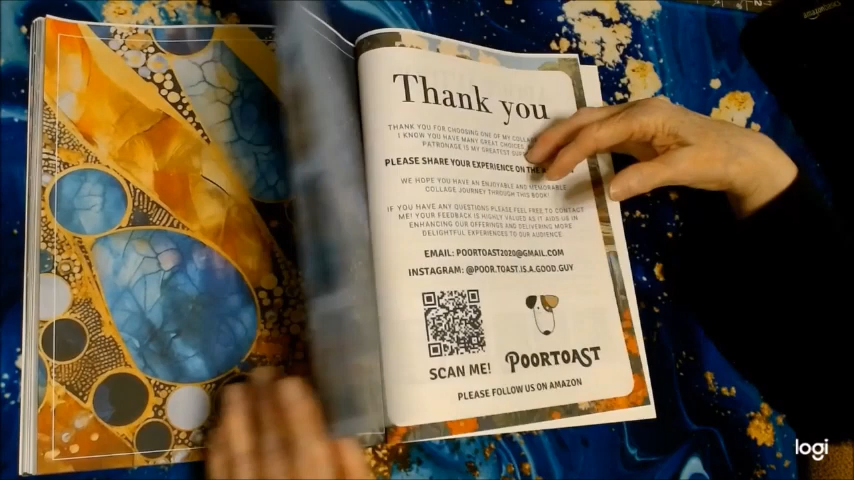 Thank you
THANK YOU FOR CHOOSING ONE OF MY
I KNOW YOU HAVE MANY GREAT CHOICES,
PATRONAGE IS MY GREATEST
PLEASE SHARE YOUR EXPERIENCE ON THE
WE HOPE YOU HAVE AN ENJOYABLE AND MEMORABLE
COLLAGE JOURNEY THROUGH THIS BOOK!
IF YOU HAVE ANY QUESTIONS PLEASE FEEL FREE TO CONTACT
ME! YOUR FEEDBACK IS HIGHLY VALUES AS IT AIDS US IN
ENHANCING OUR OFFERINGS AND DELIVERING MORE
DELIGHTFUL EXPERIENCES TO OUR AUDIENCE.
EMAIL: POORTOAST2020@GMAIL.COM
INSTAGRAM: @POOR.TOAST.IS.A.GOOD.GUY
SCAN ME!
POORTOAST
PLEASE FOLLOW US ON AMAZON
logi